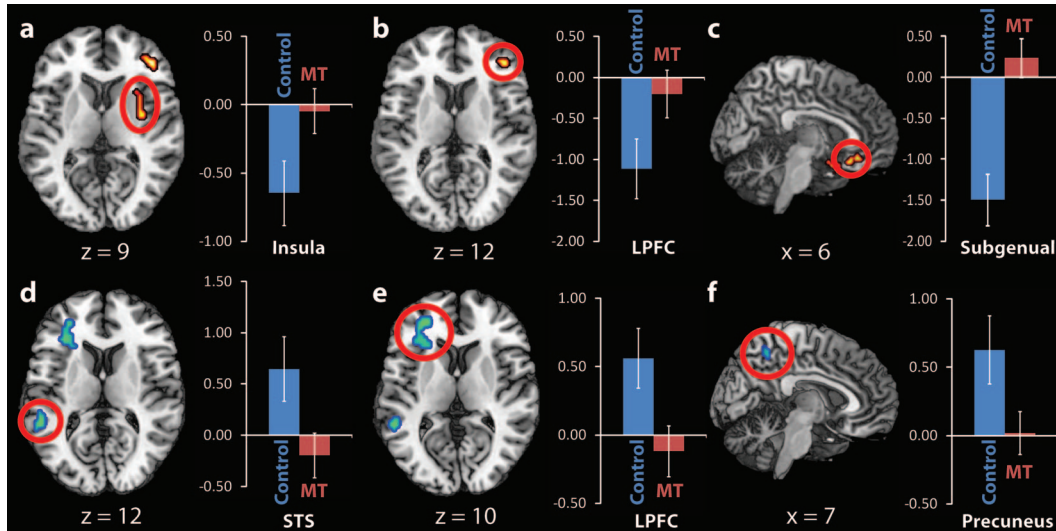 a
0.50
0.00
-0.50
-1.00
Control
MT
z = 9
Insula
b
0.50
0.00
-0.50
-1.00
-1.50
-2.00
Control
MT
z = 12
LPFC
c
0.50
0.00
-0.50
-1.00
-1.50
-2.00
Control
MT
x = 6
Subgenual
d
1.50
1.00
0.50
0.00
-0.50
Control
MT
z = 12
STS
e
1.00
0.50
0.00
-0.50
Control
MT
z = 10
LPFC
f
1.00
0.50
0.00
-0.50
Control
MT
x = 7
Precuneus